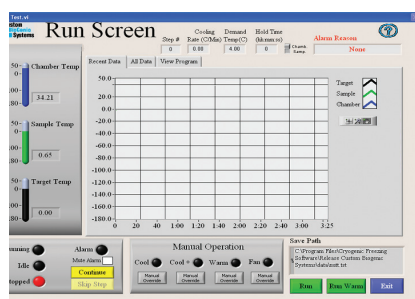 Test.vi
Run Screen
Systems
Step #
Cooling Rate (C/Min)
Demand Temp(C)
Hold Time (hh:mm:ss)
Alarm Reason
0
0.00
4.00
0
Chamb.
None
Recent Data
All Data
View Program
Chamber Temp
34.21
Sample Temp
0.65
Target Temp
0.00
50-
0-
50-
0-
50-
0-
50.0
20.0
0.0
-20.0
-40.0
-60.0
-80.0
-100.0
-120.0
-140.0
-160.0
-180.0
0 20 40 1:00 1:20 1:40 2:00 2:20 2:40 3:00 3:25
Target
Sample
Chamber
Idle
Alarm
Mute Alarm
Continue
Skip Step
Manual Operation
Cool
Cool +
Warm
Fan
Manual Override
Manual Override
Manual Override
Manual Override
Save Path
C:\Program Files\Cryogenic Freezing
Software\Release Custom Biogenic
Run
Run Warm
Exit